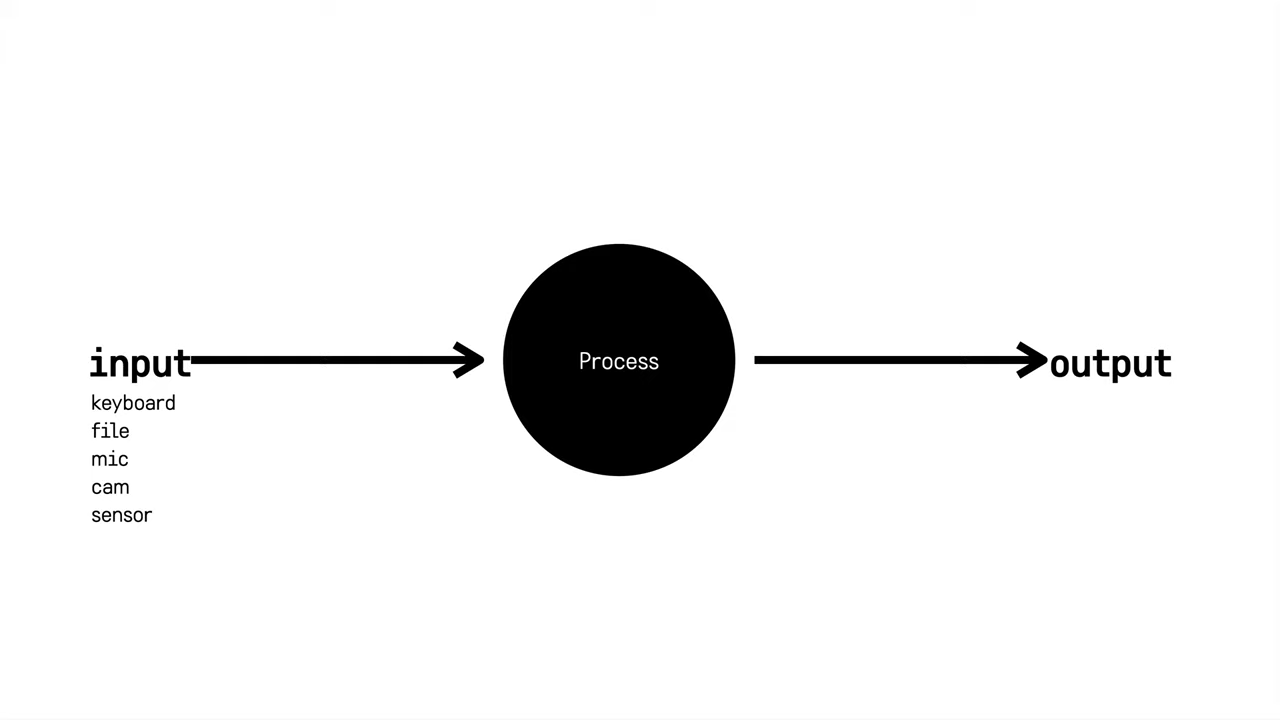 input
keyboard
file
mic
cam
sensor
Process
output